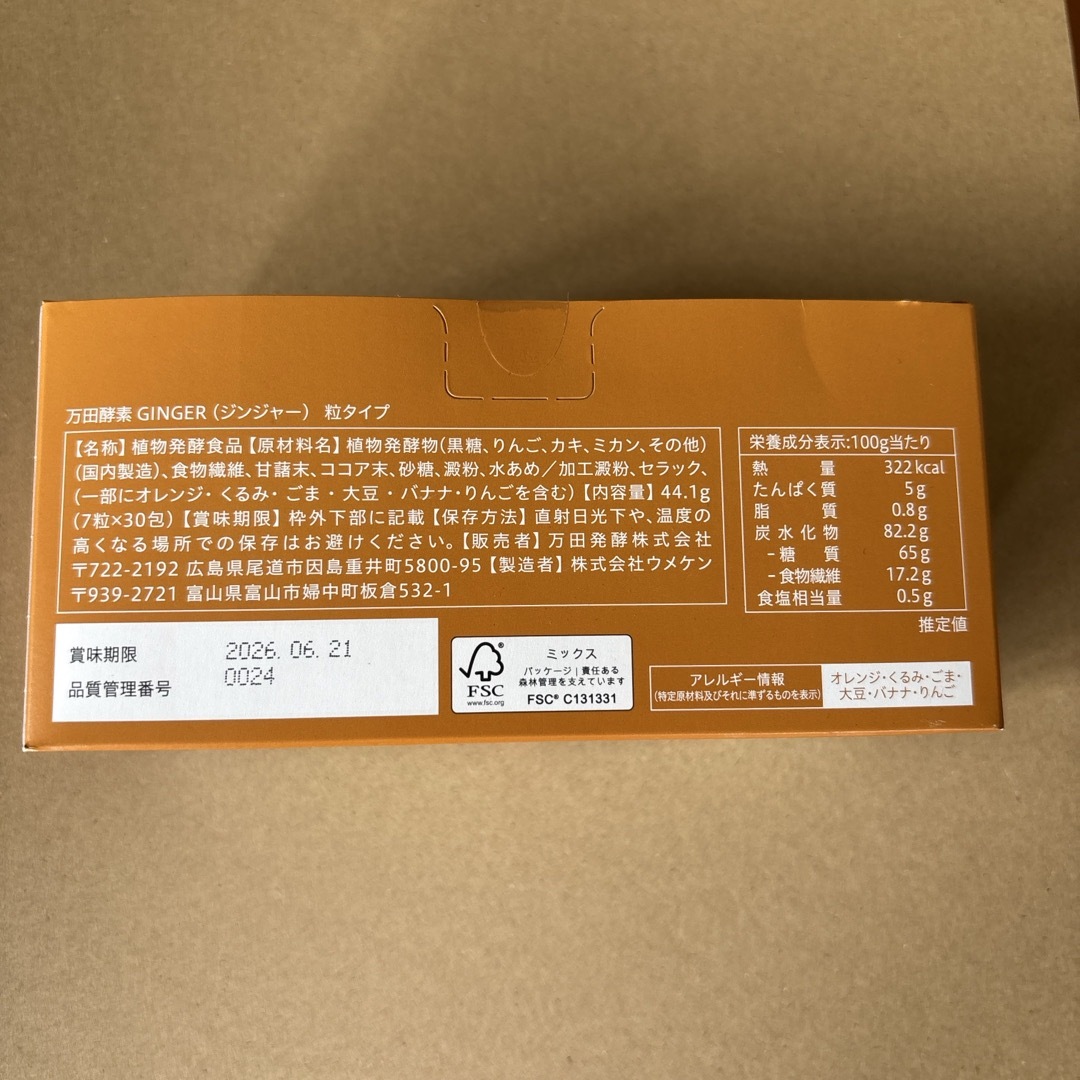 万田酵素 GINGER（ジンジャー） 粒タイプ
【名称】植物発酵食品【原材料名】植物発酵物(黒糖、りんご、カキ、ミカン、その他)
(国内製造)、食物繊維、甘藷末、ココア末、砂糖、澱粉、水あめ／加工澱粉、セラック、
(一部にオレンジ・くるみ・ごま・大豆・バナナ・りんごを含む)【内容量】44.1g
(7粒×30包)【賞味期限】枠外下部に記載【保存方法】直射日光下や、温度の
高くなる場所での保存はお避けください。【販売者】万田発酵株式会社
〒722-2192 広島県尾道市因島重井町5800-95【製造者】株式会社ウメケン
〒939-2721 富山県富山市婦中町板倉532-1
栄養成分表示:100g当たり
熱量 322kcal
たんぱく質 5g
脂質 0.8g
炭水化物 82.2g
－糖質 65g
－食物繊維 17.2g
食塩相当量 0.5g
推定値
賞味期限 2026.06.21
品質管理番号 0024
FSC
www.fsc.org
ミックス
パッケージ｜責任ある
森林管理を支えています
FSC® C131331
アレルギー情報
(特定原材料及びそれに準ずるものを表示)
オレンジ・くるみ・ごま・
大豆・バナナ・りんご